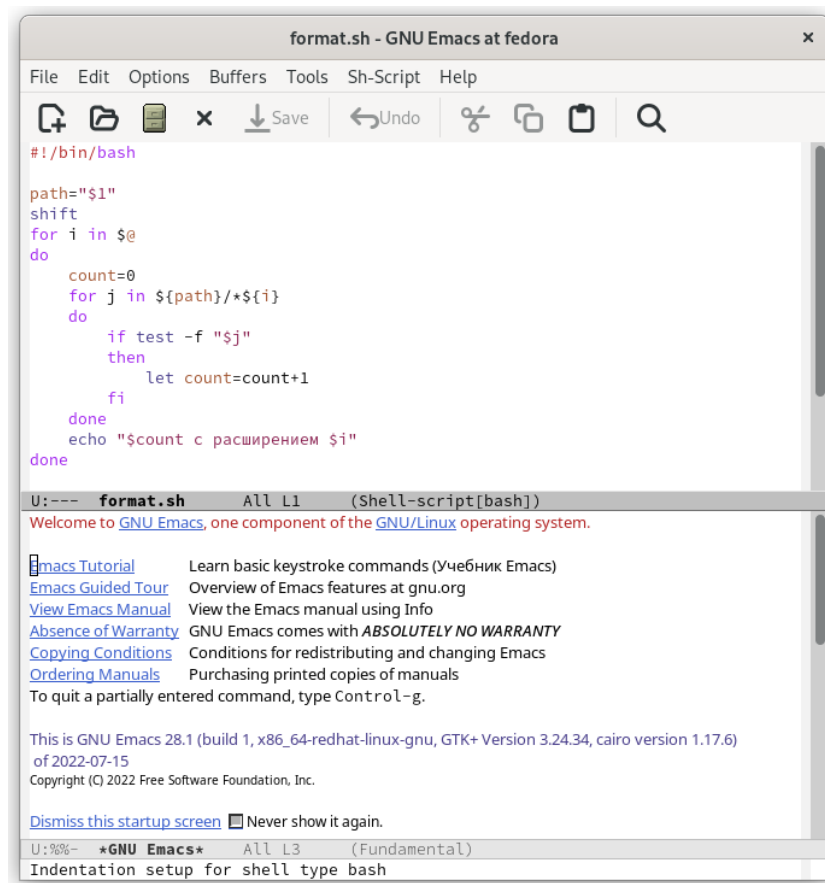 format.sh - GNU Emacs at fedora
File Edit Options Buffers Tools Sh-Script Help
Save Undo
#!/bin/bash
path="$1"
shift
for i in $@
do
    count=0
    for j in ${path}/*${i}
    do
        if test -f "$j"
        then
            let count=count+1
        fi
    done
    echo "$count с расширением $i"
done
U:--- format.sh All L1 (Shell-script[bash])
Welcome to GNU Emacs, one component of the GNU/Linux operating system.
Emacs Tutorial Learn basic keystroke commands (Учебник Emacs)
Emacs Guided Tour Overview of Emacs features at gnu.org
View Emacs Manual View the Emacs manual using Info
Absence of Warranty GNU Emacs comes with ABSOLUTELY NO WARRANTY
Copying Conditions Conditions for redistributing and changing Emacs
Ordering Manuals Purchasing printed copies of manuals
To quit a partially entered command, type Control-g.
This is GNU Emacs 28.1 (build 1, x86_64-redhat-linux-gnu, GTK+ Version 3.24.34, cairo version 1.17.6)
of 2022-07-15
Copyright (C) 2022 Free Software Foundation, Inc.
Dismiss this startup screen Never show it again.
U:%%- *GNU Emacs* All L3 (Fundamental)
Indentation setup for shell type bash